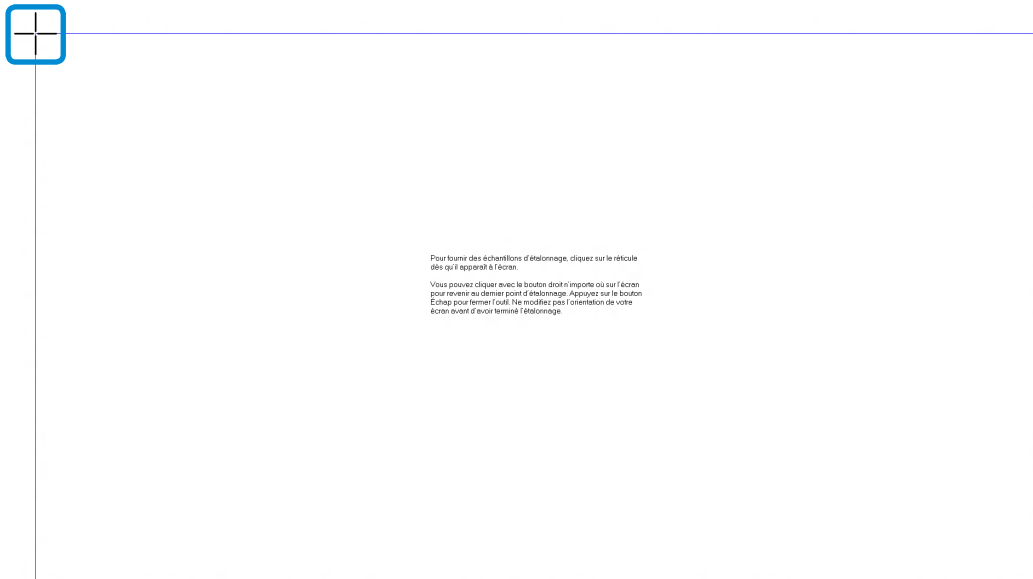 Pour fournir des échantillons d'étalonnage, cliquez sur le réticule
dès qu'il apparaît à l'écran.
Vous pouvez cliquer avec le bouton droit n'importe où sur l'écran
pour revenir au dernier point d'étalonnage. Appuyez sur le bouton
Échap pour fermer l'outil. Ne modifiez pas l'orientation de votre
écran avant d'avoir terminé l'étalonnage.